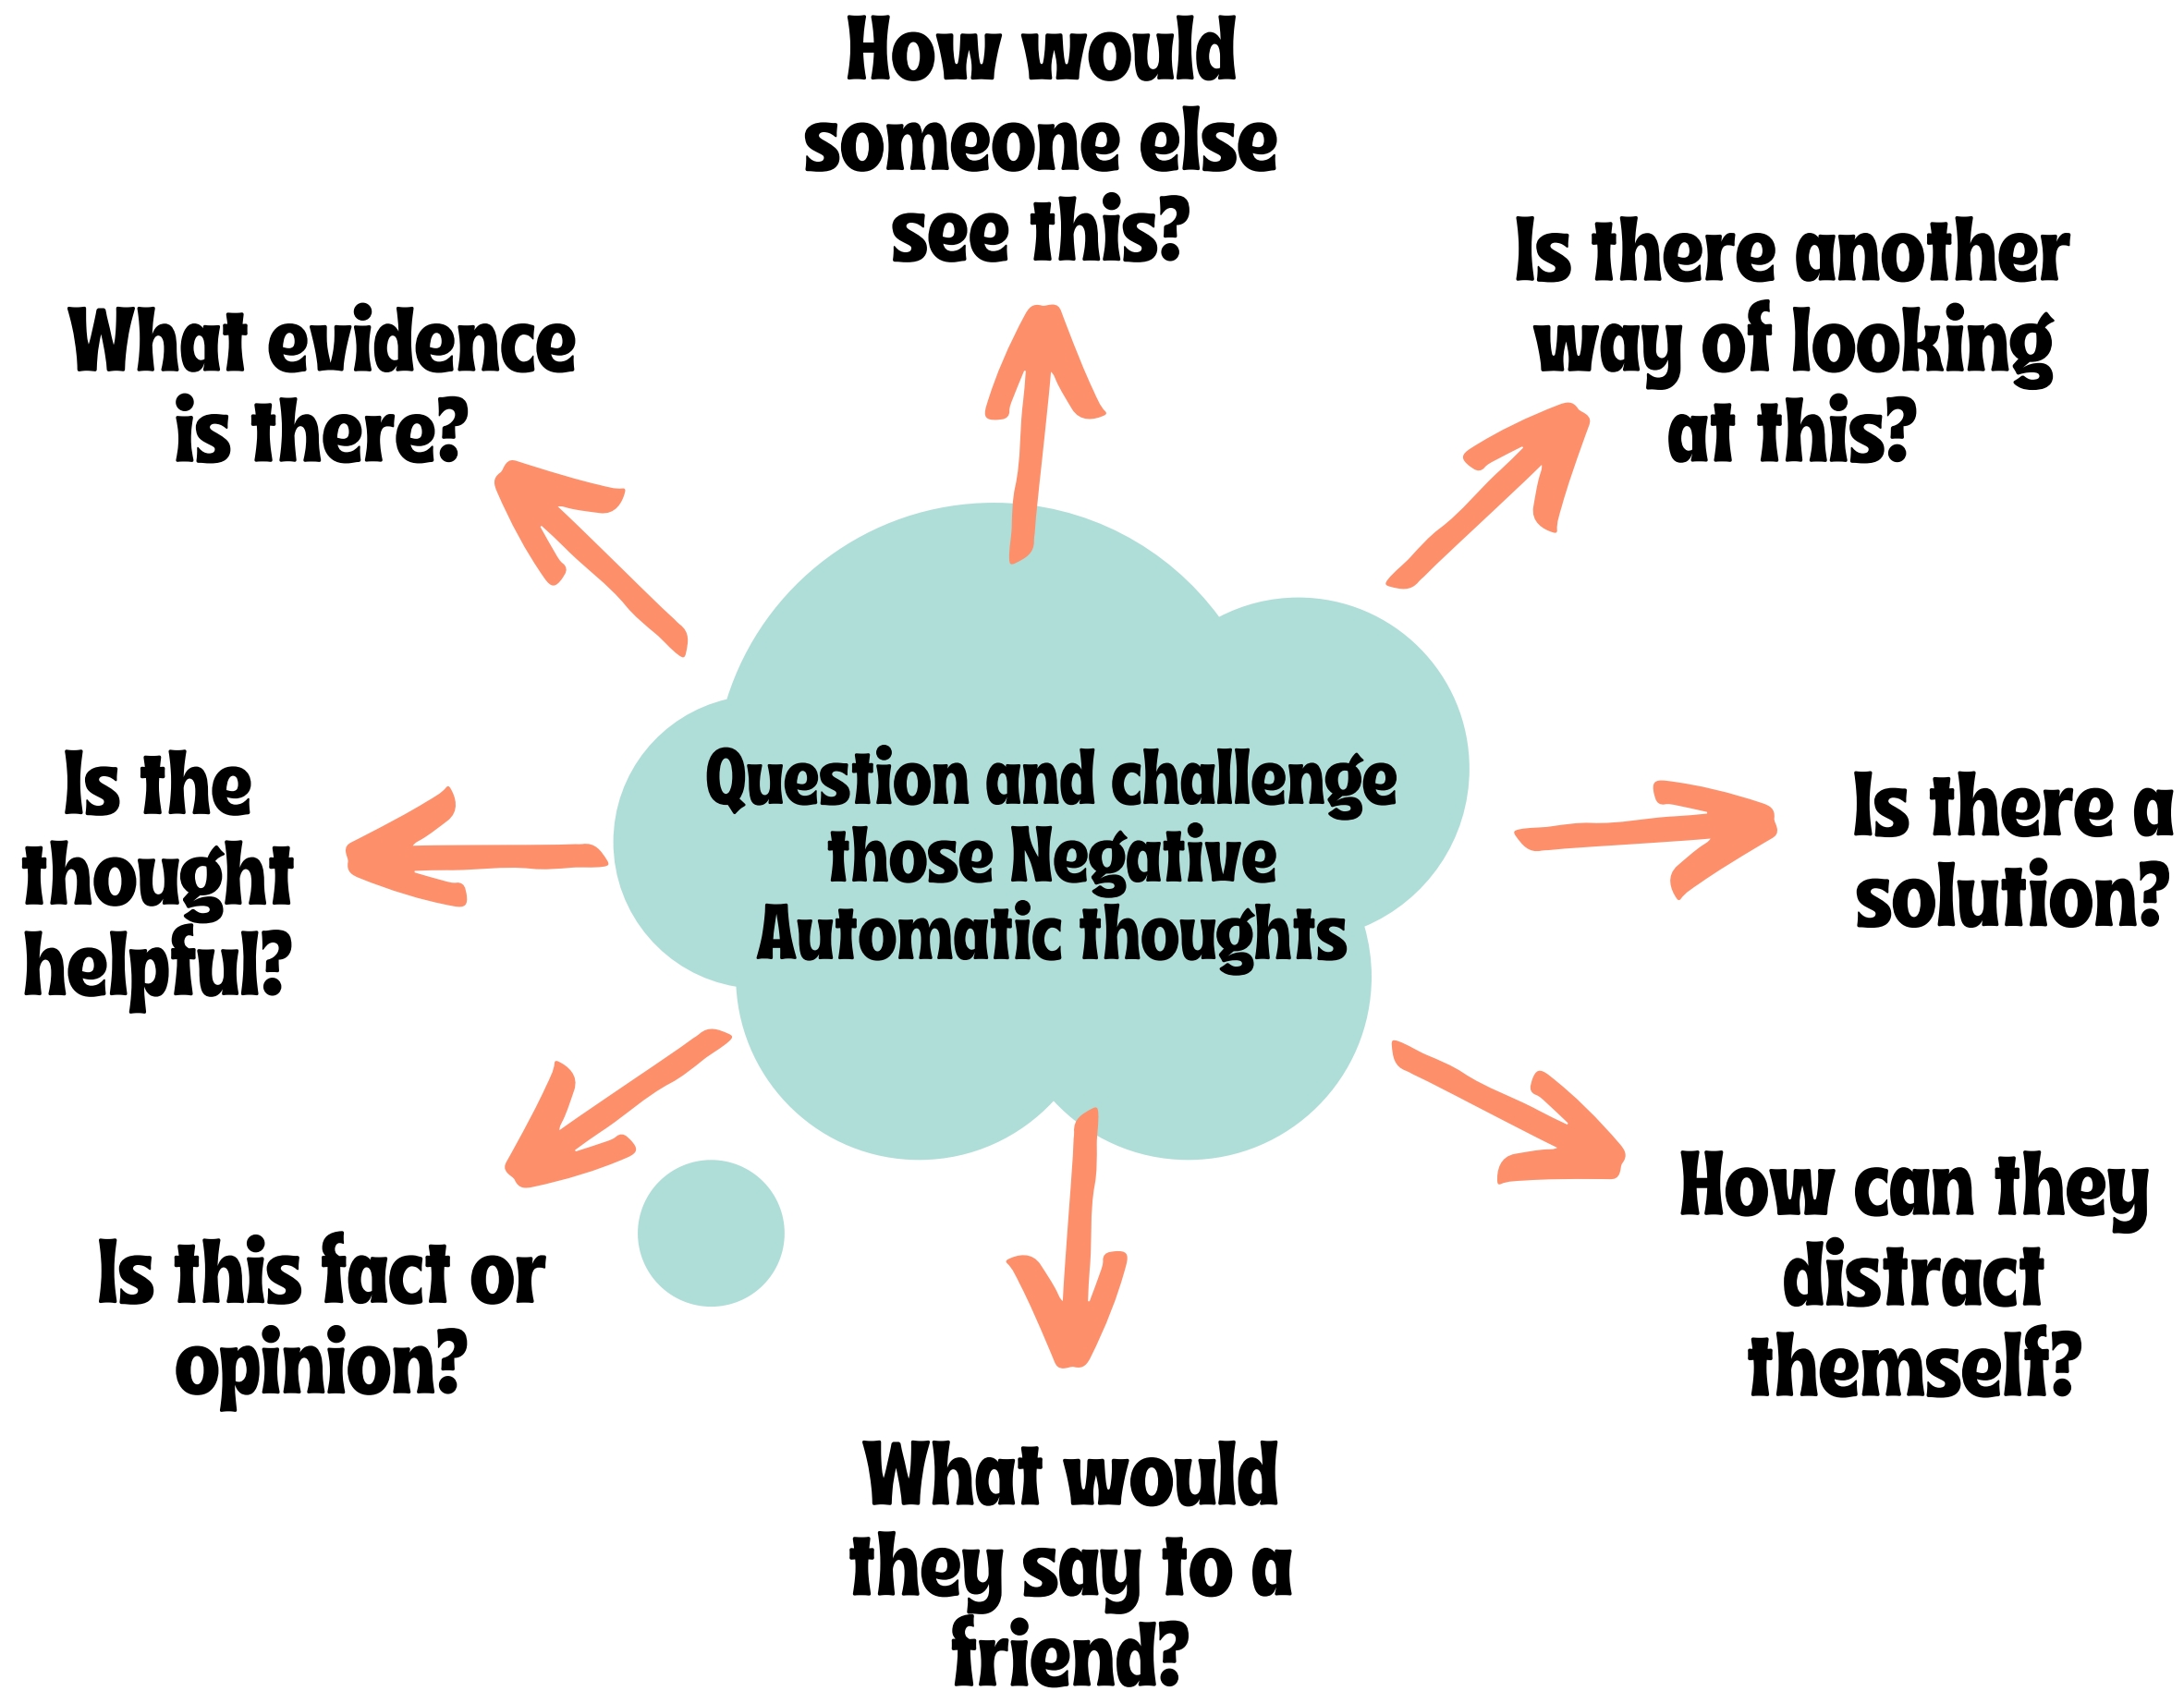 How would
someone else
see this?
Is there another
way of looking
at this?
What evidence
is there?
Question and challenge
those Negative
Automatic thoughts
Is the
thought
helpful?
Is there a
solution?
How can they
distract
themself?
Is this fact or
opinion?
What would
they say to a
friend?